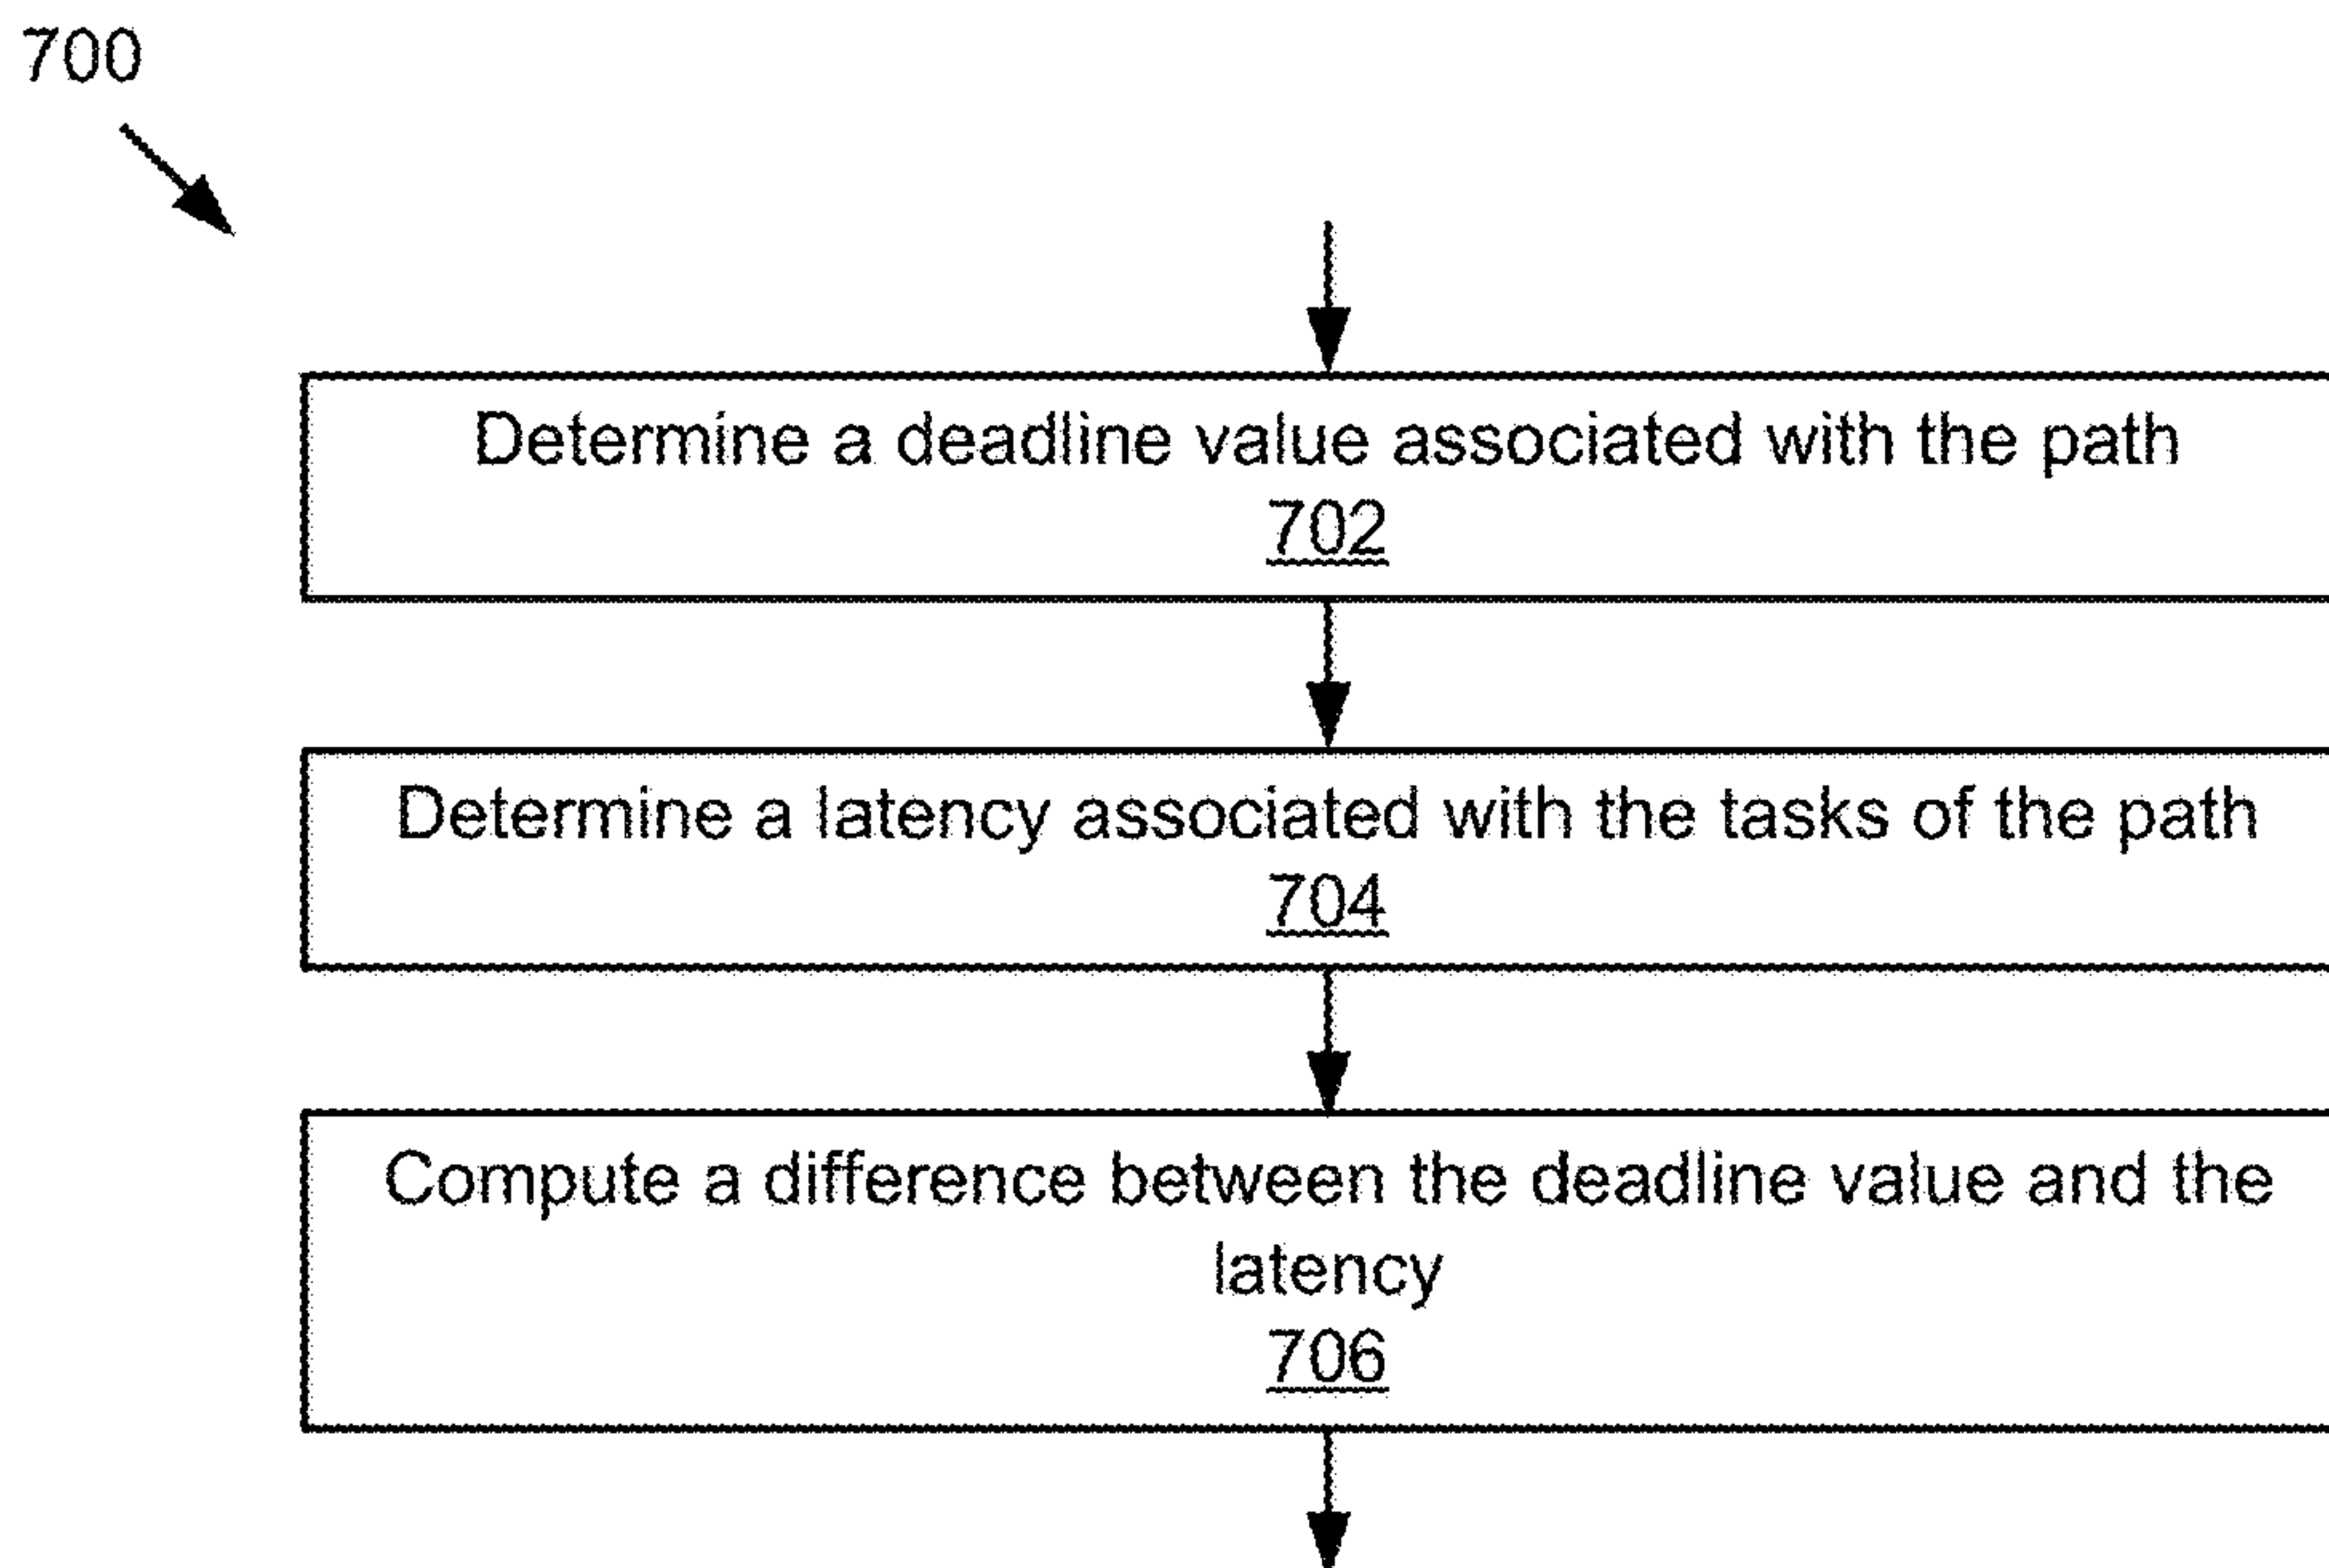 700
Determine a deadline value associated with the path
702
Determine a latency associated with the tasks of the path
704
Compute a difference between the deadline value and the
latency
706